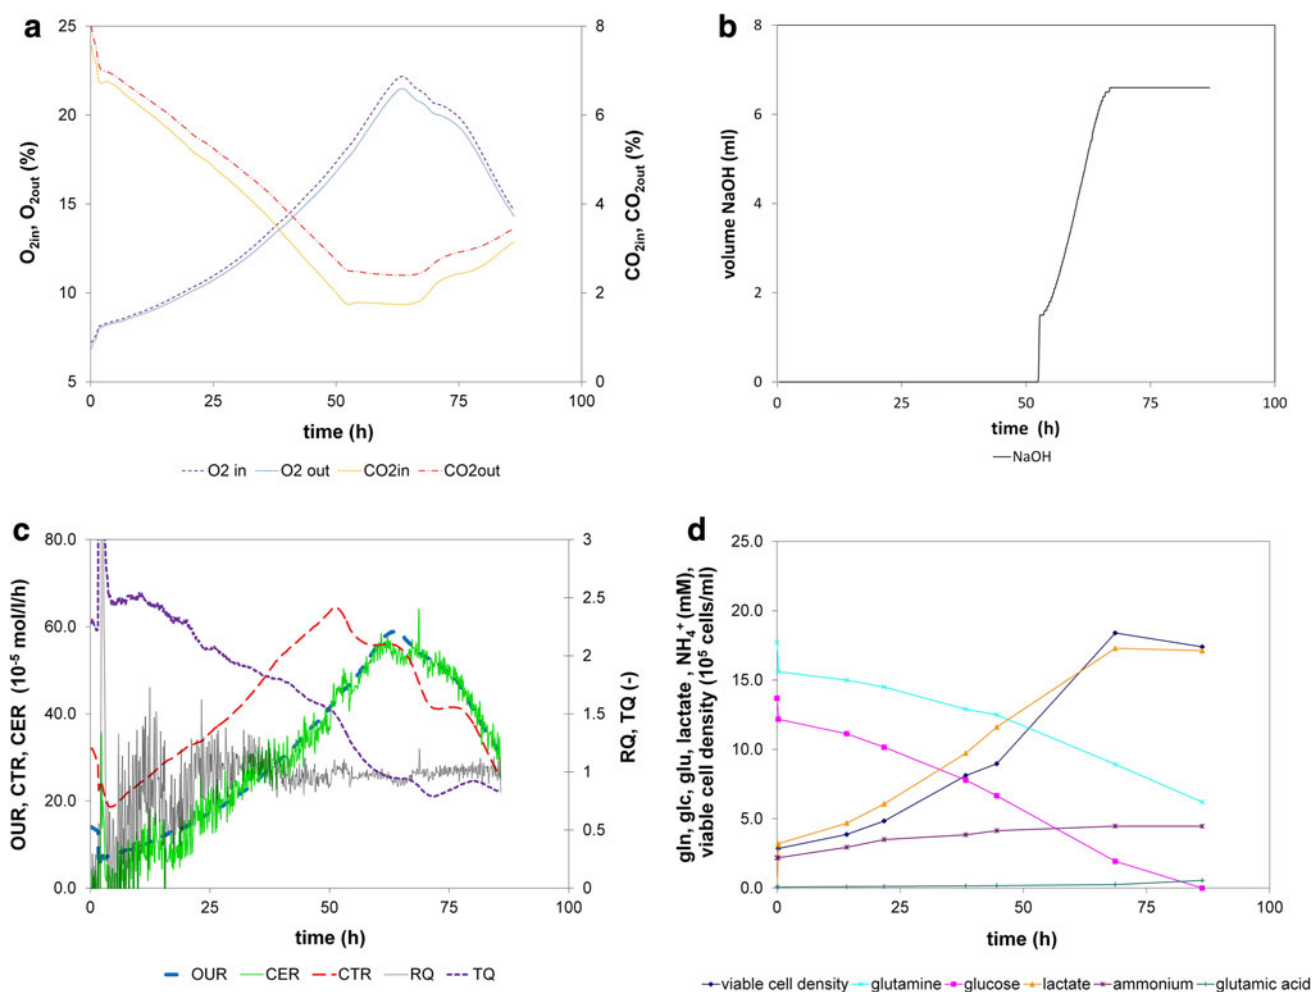 a
25
20
15
10
5
O2in, O2out (%)
8
6
4
2
0
CO2in, CO2out (%)
0 25 50 75 100
time (h)
O2 in O2 out CO2in CO2out
b
8
6
4
2
0
volume NaOH (ml)
0 25 50 75 100
time (h)
NaOH
c
80.0
60.0
40.0
20.0
0.0
OUR, CTR, CER (10-5 mol/l/h)
3
2.5
2
1.5
1
0.5
0
RQ, TQ (-)
0 25 50 75 100
time (h)
OUR CER CTR RQ TQ
d
25.0
20.0
15.0
10.0
5.0
0.0
gln, glc, glu, lactate , NH4+ (mM),
viable cell density (105 cells/ml)
0 25 50 75 100
time (h)
viable cell density glutamine glucose lactate ammonium glutamic acid